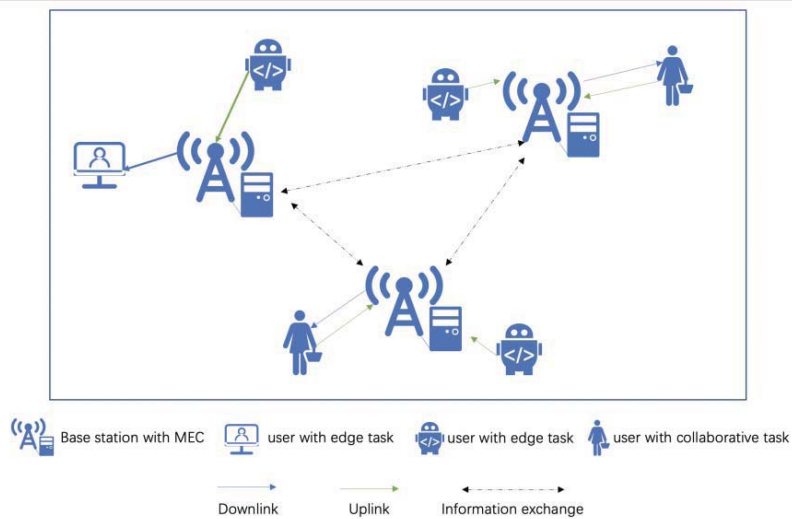 </>
</>
</>
Base station with MEC
user with edge task
</>
user with edge task
user with collaborative task
Downlink
Uplink
Information exchange